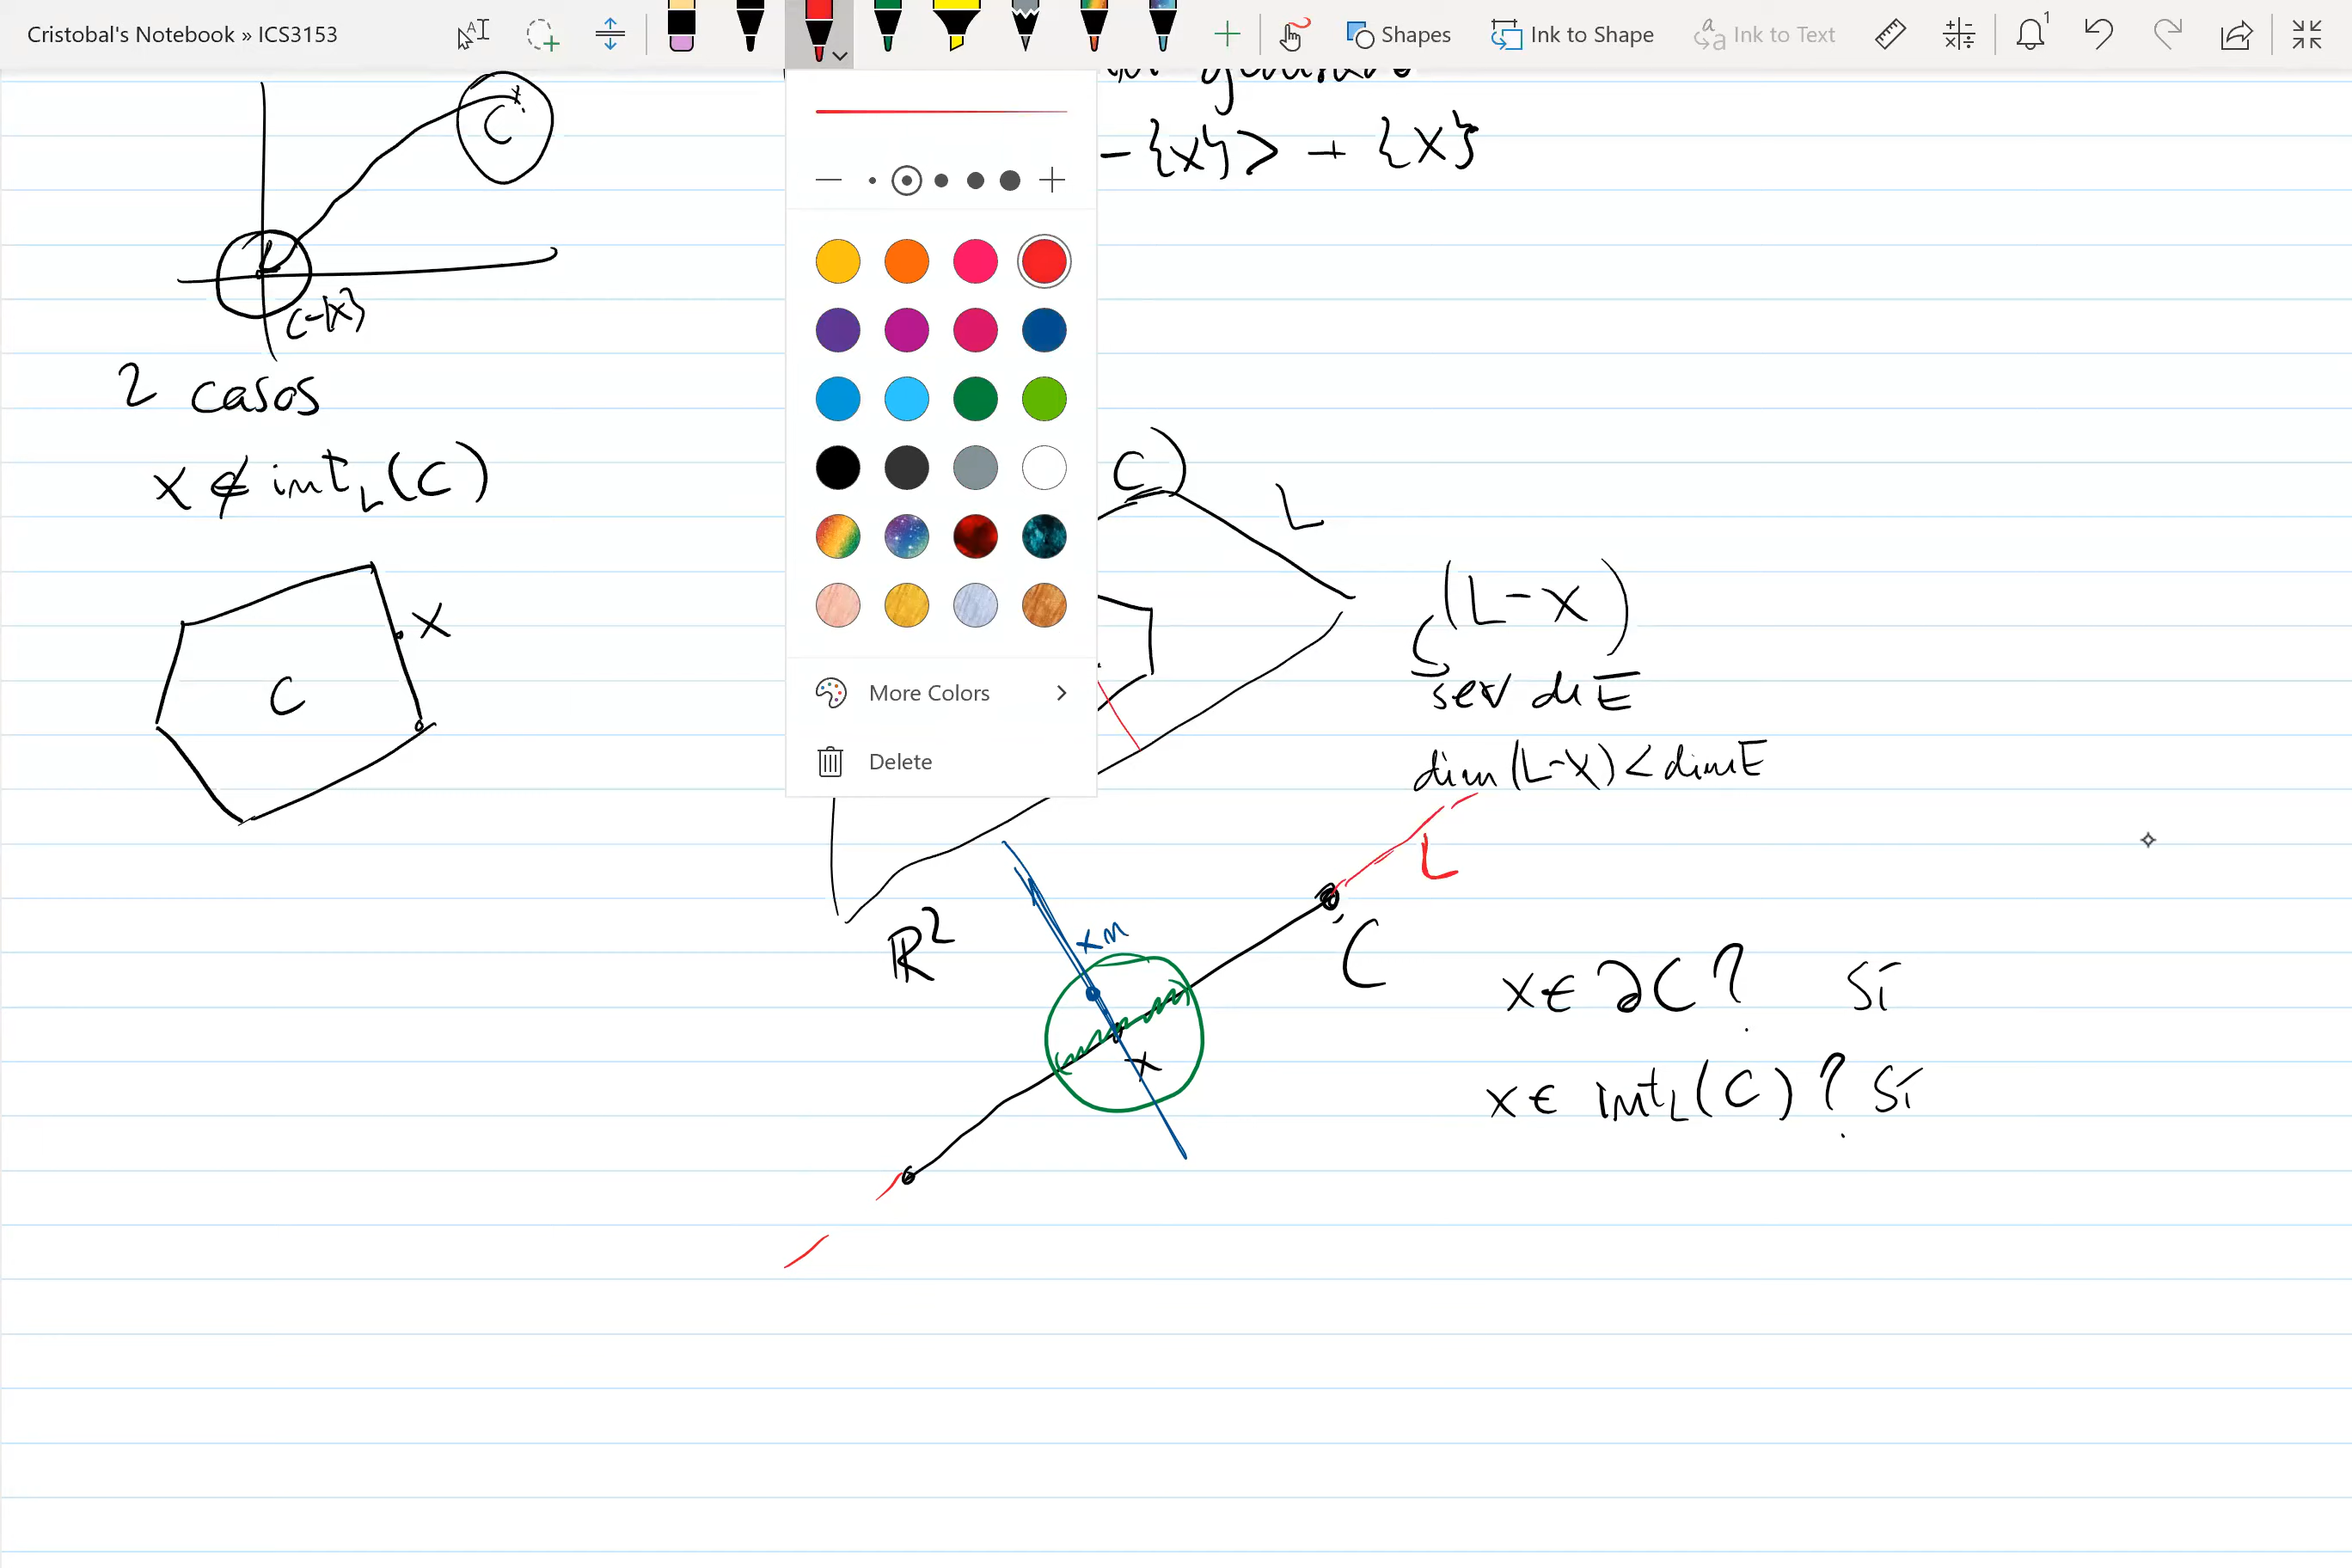 Cristobal's Notebook » ICS3153
Shapes
Ink to Shape
Ink to Text
1
- {x}> + {x}
C
x
C-{x}
2 casos
x ∉ int_L(C)
C
x
C)
L
(L-x)
sev de E
dim (L-x) < dim E
More Colors
Delete
L
ℝ²
xn
C
x
x ∈ ∂C? Sí
x ∈ int_L(C)? Sí